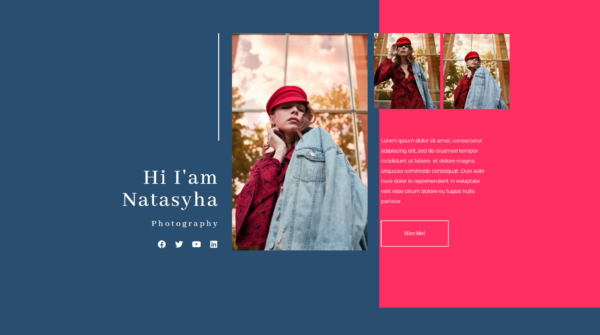 Hi I'am
Natasyha
Photography
Lorem ipsum dolor sit amet, consectetur
adipiscing elit, sed do eiusmod tempor
incididunt ut labore et dolore magna
aliqua.ea commodo consequat. Duis aute
irure dolor in reprehenderit in voluptate
velit esse cillum dolore eu fugiat nulla
pariatur.
Hire Me!